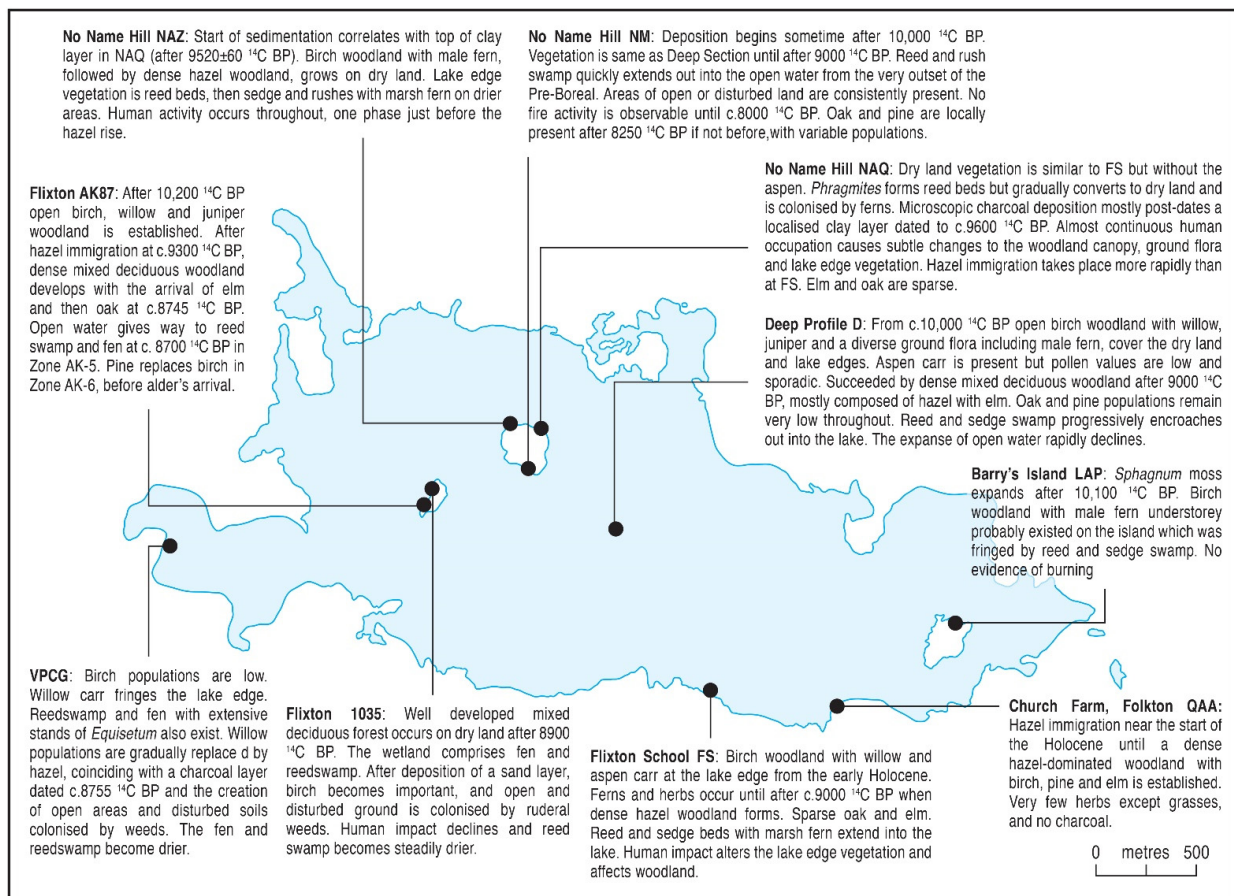 No Name Hill NAZ: Start of sedimentation correlates with top of clay
layer in NAQ (after 9520±60 ¹⁴C BP). Birch woodland with male fern,
followed by dense hazel woodland, grows on dry land. Lake edge
vegetation is reed beds, then sedge and rushes with marsh fern on drier
areas. Human activity occurs throughout, one phase just before the
hazel rise.
No Name Hill NM: Deposition begins sometime after 10,000 ¹⁴C BP.
Vegetation is same as Deep Section until after 9000 ¹⁴C BP. Reed and rush
swamp quickly extends out into the open water from the very outset of the
Pre-Boreal. Areas of open or disturbed land are consistently present. No
fire activity is observable until c.8000 ¹⁴C BP. Oak and pine are locally
present after 8250 ¹⁴C BP if not before,with variable populations.
Flixton AK87: After 10,200 ¹⁴C BP
open birch, willow and juniper
woodland is established. After
hazel immigration at c.9300 ¹⁴C BP,
dense mixed deciduous woodland
develops with the arrival of elm
and then oak at c.8745 ¹⁴C BP.
Open water gives way to reed
swamp and fen at c. 8700 ¹⁴C BP in
Zone AK-5. Pine replaces birch in
Zone AK-6, before alder's arrival.
No Name Hill NAQ: Dry land vegetation is similar to FS but without the
aspen. Phragmites forms reed beds but gradually converts to dry land and
is colonised by ferns. Microscopic charcoal deposition mostly post-dates a
localised clay layer dated to c.9600 ¹⁴C BP. Almost continuous human
occupation causes subtle changes to the woodland canopy, ground flora
and lake edge vegetation. Hazel immigration takes place more rapidly than
at FS. Elm and oak are sparse.
Deep Profile D: From c.10,000 ¹⁴C BP open birch woodland with willow,
juniper and a diverse ground flora including male fern, cover the dry land
and lake edges. Aspen carr is present but pollen values are low and
sporadic. Succeeded by dense mixed deciduous woodland after 9000 ¹⁴C
BP, mostly composed of hazel with elm. Oak and pine populations remain
very low throughout. Reed and sedge swamp progressively encroaches
out into the lake. The expanse of open water rapidly declines.
Barry's Island LAP: Sphagnum moss
expands after 10,100 ¹⁴C BP. Birch
woodland with male fern understorey
probably existed on the island which was
fringed by reed and sedge swamp. No
evidence of burning
VPCG: Birch populations are low.
Willow carr fringes the lake edge.
Reedswamp and fen with extensive
stands of Equisetum also exist. Willow
populations are gradually replace d by
hazel, coinciding with a charcoal layer
dated c.8755 ¹⁴C BP and the creation
of open areas and disturbed soils
colonised by weeds. The fen and
reedswamp become drier.
Flixton 1035: Well developed mixed
deciduous forest occurs on dry land after 8900
¹⁴C BP. The wetland comprises fen and
reedswamp. After deposition of a sand layer,
birch becomes important, and open and
disturbed ground is colonised by ruderal
weeds. Human impact declines and reed
swamp becomes steadily drier.
Flixton School FS: Birch woodland with willow and
aspen carr at the lake edge from the early Holocene.
Ferns and herbs occur until after c.9000 ¹⁴C BP when
dense hazel woodland forms. Sparse oak and elm.
Reed and sedge beds with marsh fern extend into the
lake. Human impact alters the lake edge vegetation and
affects woodland.
Church Farm, Folkton QAA:
Hazel immigration near the start of
the Holocene until a dense
hazel-dominated woodland with
birch, pine and elm is established.
Very few herbs except grasses,
and no charcoal.
0 metres 500